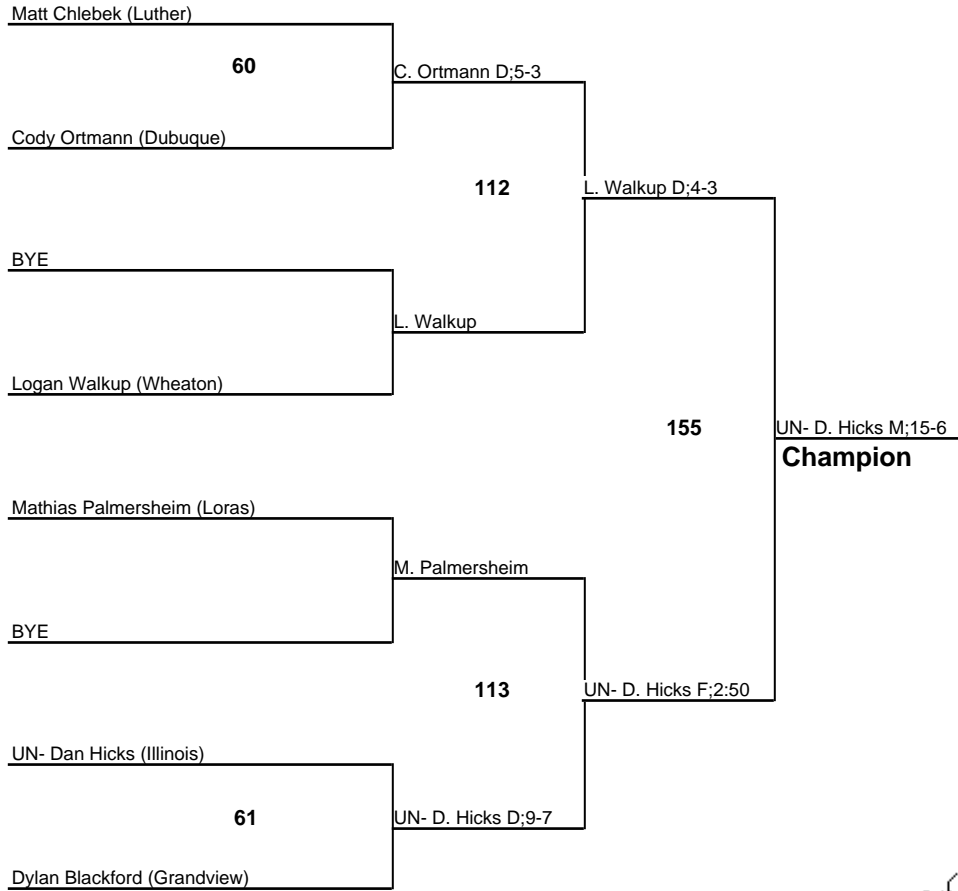 Matt Chlebek (Luther)
60
C. Ortmann D;5-3
Cody Ortmann (Dubuque)
112
L. Walkup D;4-3
BYE
L. Walkup
Logan Walkup (Wheaton)
155
UN- D. Hicks M;15-6
Champion
Mathias Palmersheim (Loras)
M. Palmersheim
BYE
113
UN- D. Hicks F;2:50
UN- Dan Hicks (Illinois)
61
UN- D. Hicks D;9-7
Dylan Blackford (Grandview)